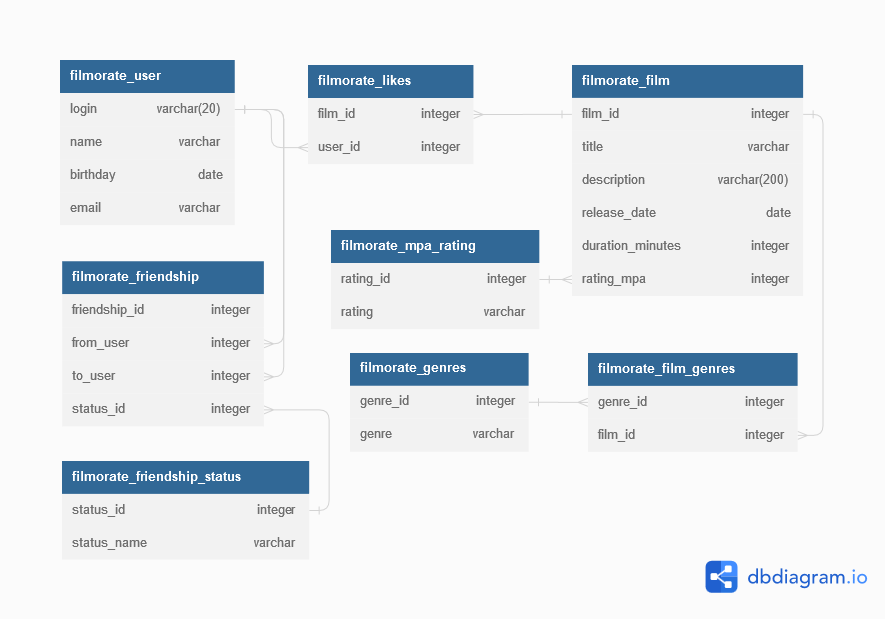 filmorate_user
login varchar(20)
name varchar
birthday date
email varchar
filmorate_likes
film_id integer
user_id integer
filmorate_film
film_id integer
title varchar
description varchar(200)
release_date date
duration_minutes integer
rating_mpa integer
filmorate_mpa_rating
rating_id integer
rating varchar
filmorate_friendship
friendship_id integer
from_user integer
to_user integer
status_id integer
filmorate_genres
genre_id integer
genre varchar
filmorate_film_genres
genre_id integer
film_id integer
filmorate_friendship_status
status_id integer
status_name varchar
dbdiagram.io